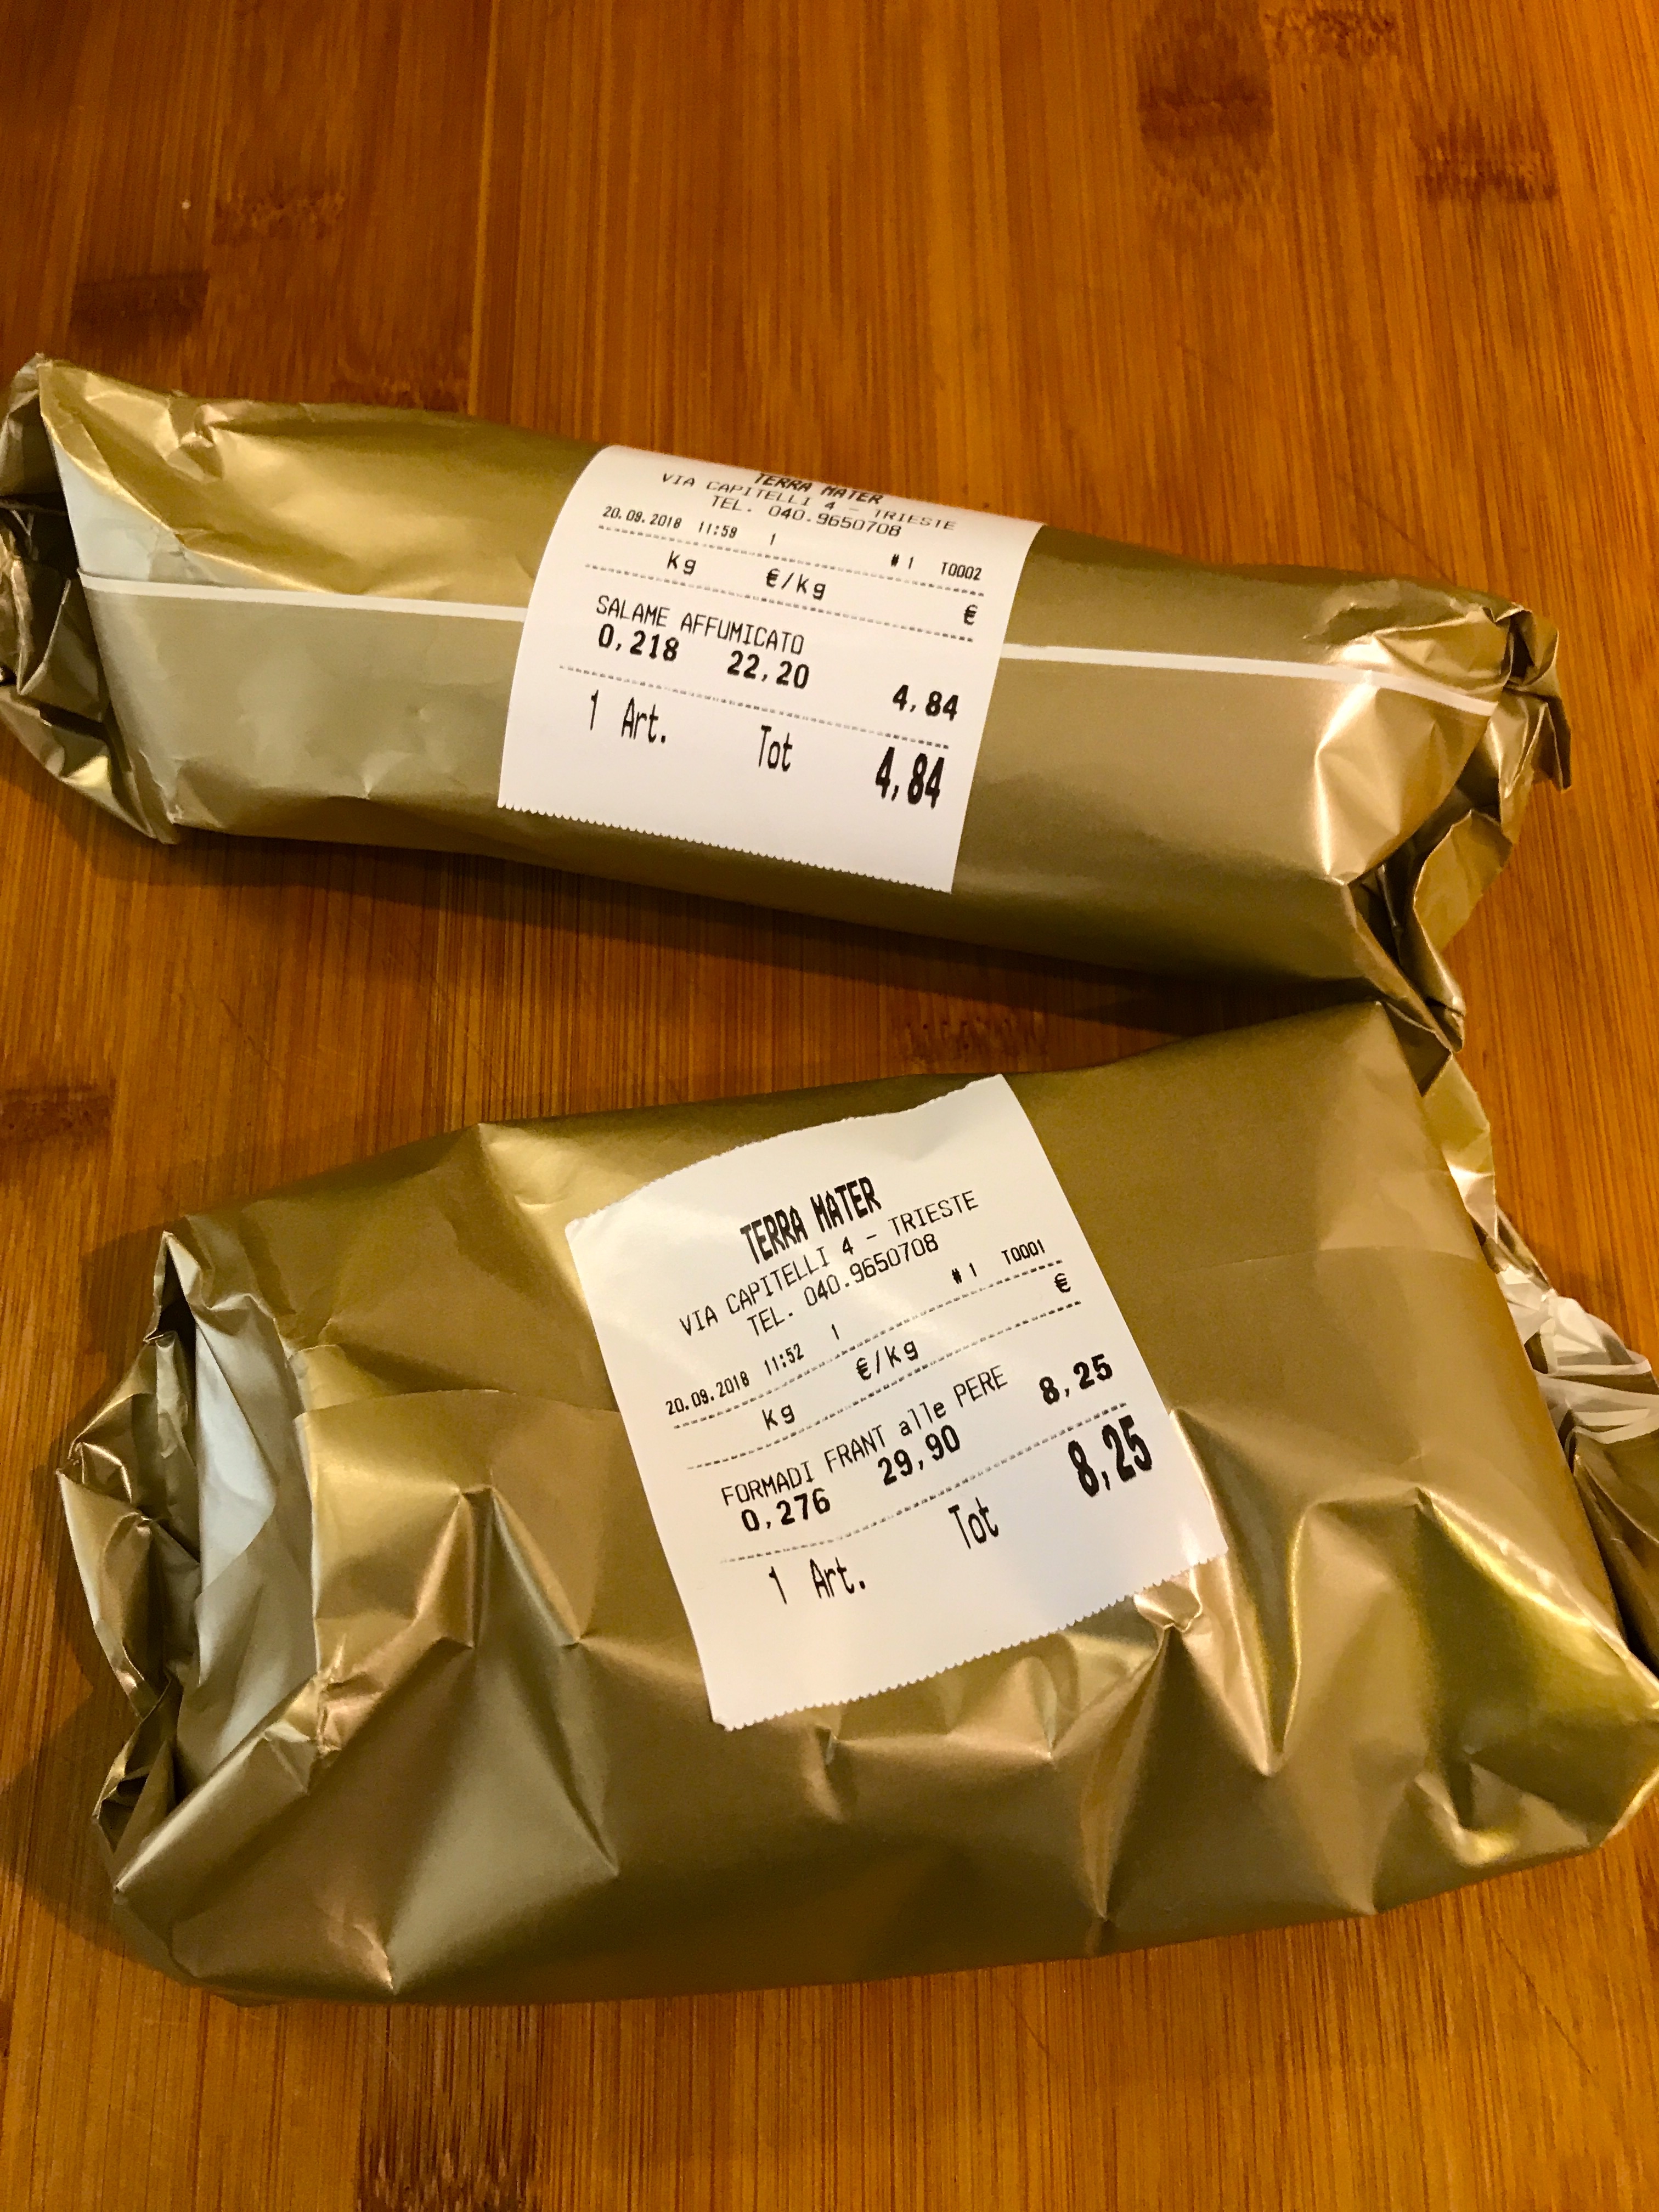 TERRA MATER
VIA CAPITELLI 4 - TRIESTE
TEL. 040.9650708
20.09.2018 11:59 1 #1 T0002
kg €/kg €
SALAME AFFUMICATO
0,218 22,20 4,84
1 Art. Tot 4,84
TERRA MATER
VIA CAPITELLI 4 - TRIESTE
TEL. 040.9650708
20.09.2018 11:52 1 #1 T0001
kg €/kg €
FORMADI FRANT alle PERE
0,276 29,90 8,25
1 Art. Tot 8,25